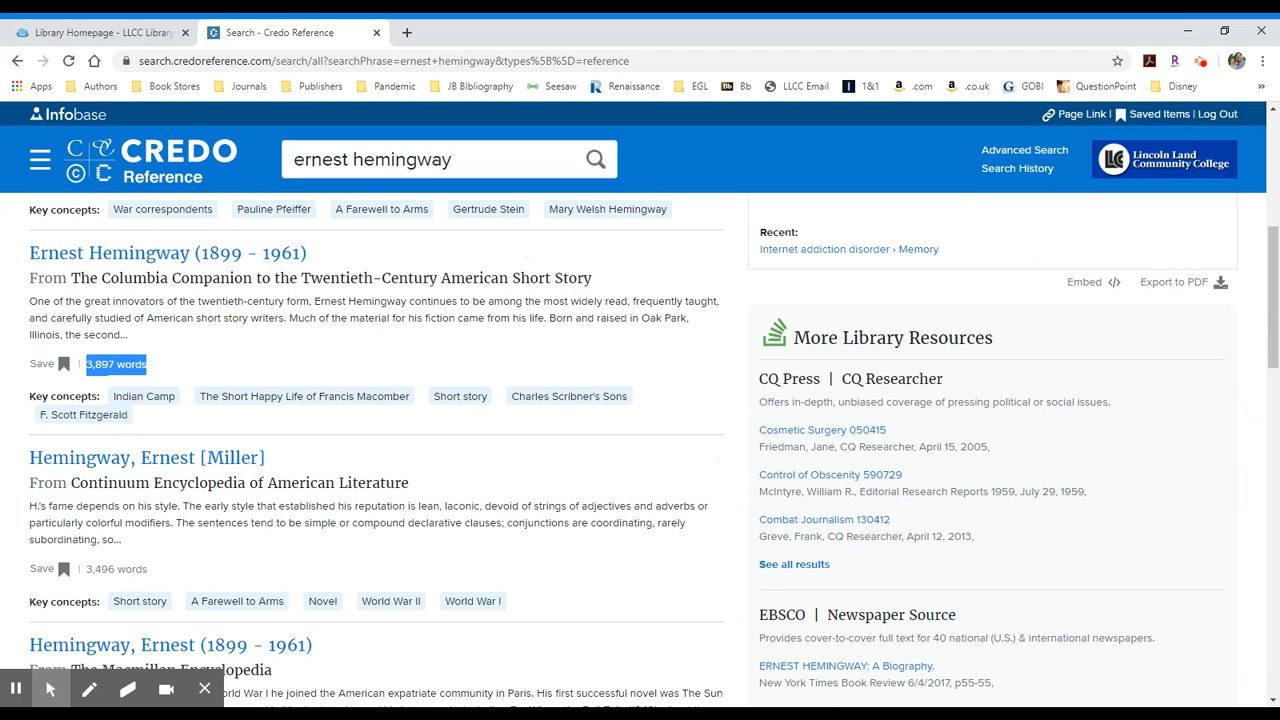 Library Homepage - LLCC Library
Search - Credo Reference
search.credoreference.com/search/all?searchPhrase=ernest+hemingway&types%5B%5D=reference
Apps Authors Book Stores Journals Publishers Pandemic JB BIbliography Seesaw Renaissance EGL Bb LLCC Email 1&1 .com .co.uk GOBI QuestionPoint Disney »
Infobase
Page Link | Saved Items | Log Out
CREDO
Reference
ernest hemingway
Advanced Search
Search History
LLC Lincoln Land
Community College
Key concepts: War correspondents Pauline Pfeiffer A Farewell to Arms Gertrude Stein Mary Welsh Hemingway
Ernest Hemingway (1899 - 1961)
From The Columbia Companion to the Twentieth-Century American Short Story
One of the great innovators of the twentieth-century form, Ernest Hemingway continues to be among the most widely read, frequently taught,
and carefully studied of American short story writers. Much of the material for his fiction came from his life. Born and raised in Oak Park,
Illinois, the second...
Save | 3,897 words
Key concepts: Indian Camp The Short Happy Life of Francis Macomber Short story Charles Scribner's Sons
F. Scott Fitzgerald
Hemingway, Ernest [Miller]
From Continuum Encyclopedia of American Literature
H.'s fame depends on his style. The early style that established his reputation is lean, laconic, devoid of strings of adjectives and adverbs or
particularly colorful modifiers. The sentences tend to be simple or compound declarative clauses; conjunctions are coordinating, rarely
subordinating, so...
Save | 3,496 words
Key concepts: Short story A Farewell to Arms Novel World War II World War I
Hemingway, Ernest (1899 - 1961)
From The Macmillan Encyclopedia
World War I he joined the American expatriate community in Paris. His first successful novel was The Sun
Recent:
Internet addiction disorder › Memory
Embed </> Export to PDF
More Library Resources
CQ Press | CQ Researcher
Offers in-depth, unbiased coverage of pressing political or social issues.
Cosmetic Surgery 050415
Friedman, Jane, CQ Researcher, April 15, 2005,
Control of Obscenity 590729
McIntyre, William R., Editorial Research Reports 1959, July 29, 1959,
Combat Journalism 130412
Greve, Frank, CQ Researcher, April 12, 2013,
See all results
EBSCO | Newspaper Source
Provides cover-to-cover full text for 40 national (U.S.) & international newspapers.
ERNEST HEMINGWAY: A Biography.
New York Times Book Review 6/4/2017, p55-55,